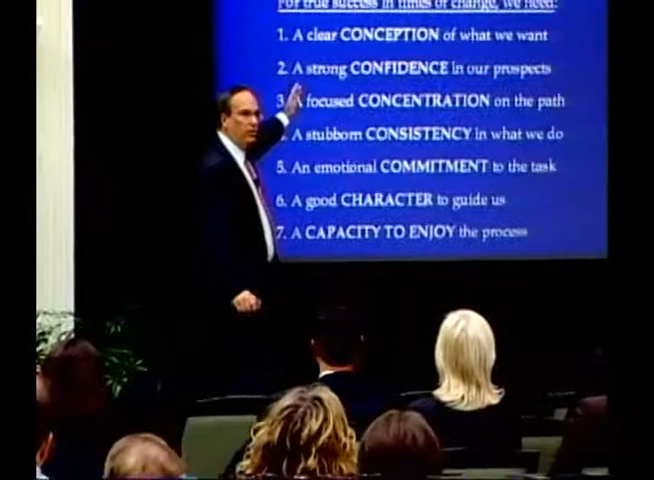 For true success in times of change, we need:
1. A clear CONCEPTION of what we want
2. A strong CONFIDENCE in our prospects
3. A focused CONCENTRATION on the path
. A stubborn CONSISTENCY in what we do
5. An emotional COMMITMENT to the task
6. A good CHARACTER to guide us
7. A CAPACITY TO ENJOY the process